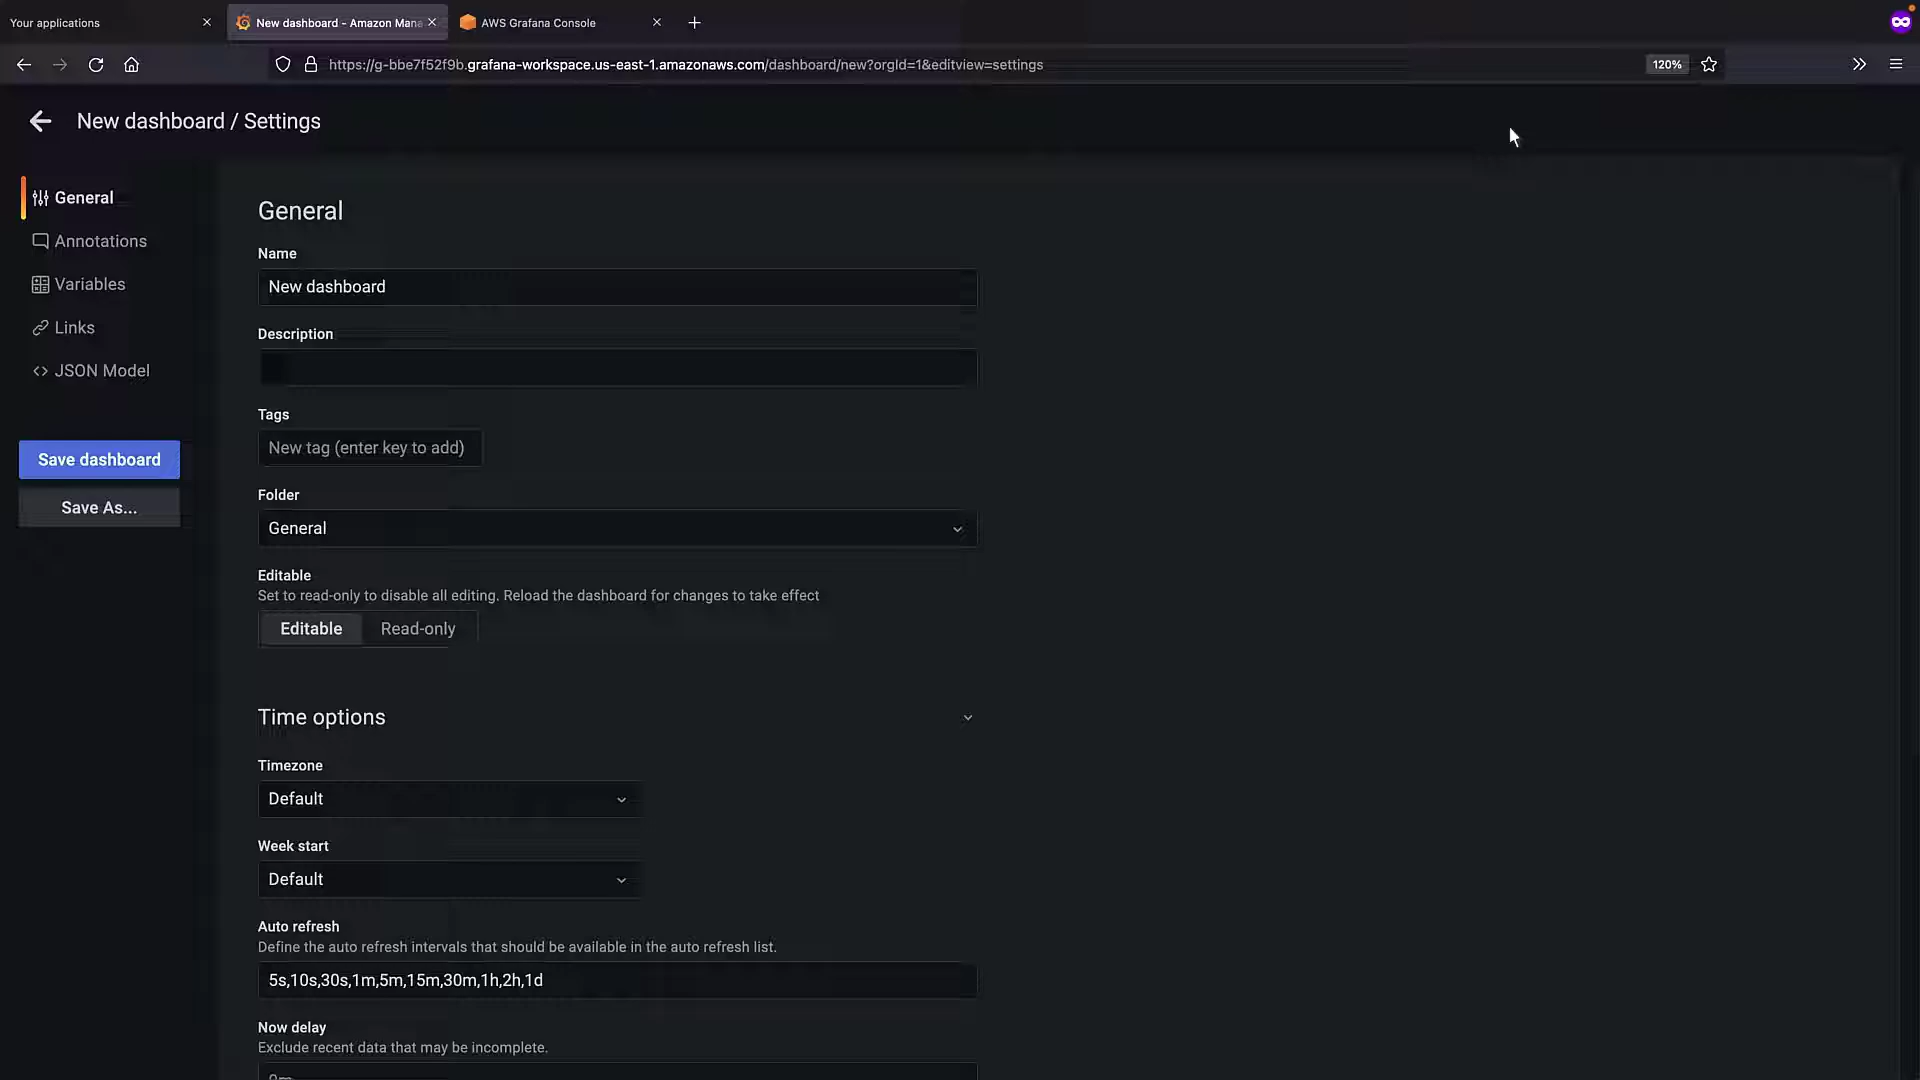 Your applications
New dashboard - Amazon Mana
AWS Grafana Console
https://g-bbe7f52f9b.grafana-workspace.us-east-1.amazonaws.com/dashboard/new?orgId=1&editview=settings
120%
New dashboard / Settings
General
Annotations
Variables
Links
JSON Model
Save dashboard
Save As...
General
Name
New dashboard
Description
Tags
New tag (enter key to add)
Folder
General
Editable
Set to read-only to disable all editing. Reload the dashboard for changes to take effect
Editable
Read-only
Time options
Timezone
Default
Week start
Default
Auto refresh
Define the auto refresh intervals that should be available in the auto refresh list.
5s,10s,30s,1m,5m,15m,30m,1h,2h,1d
Now delay
Exclude recent data that may be incomplete.